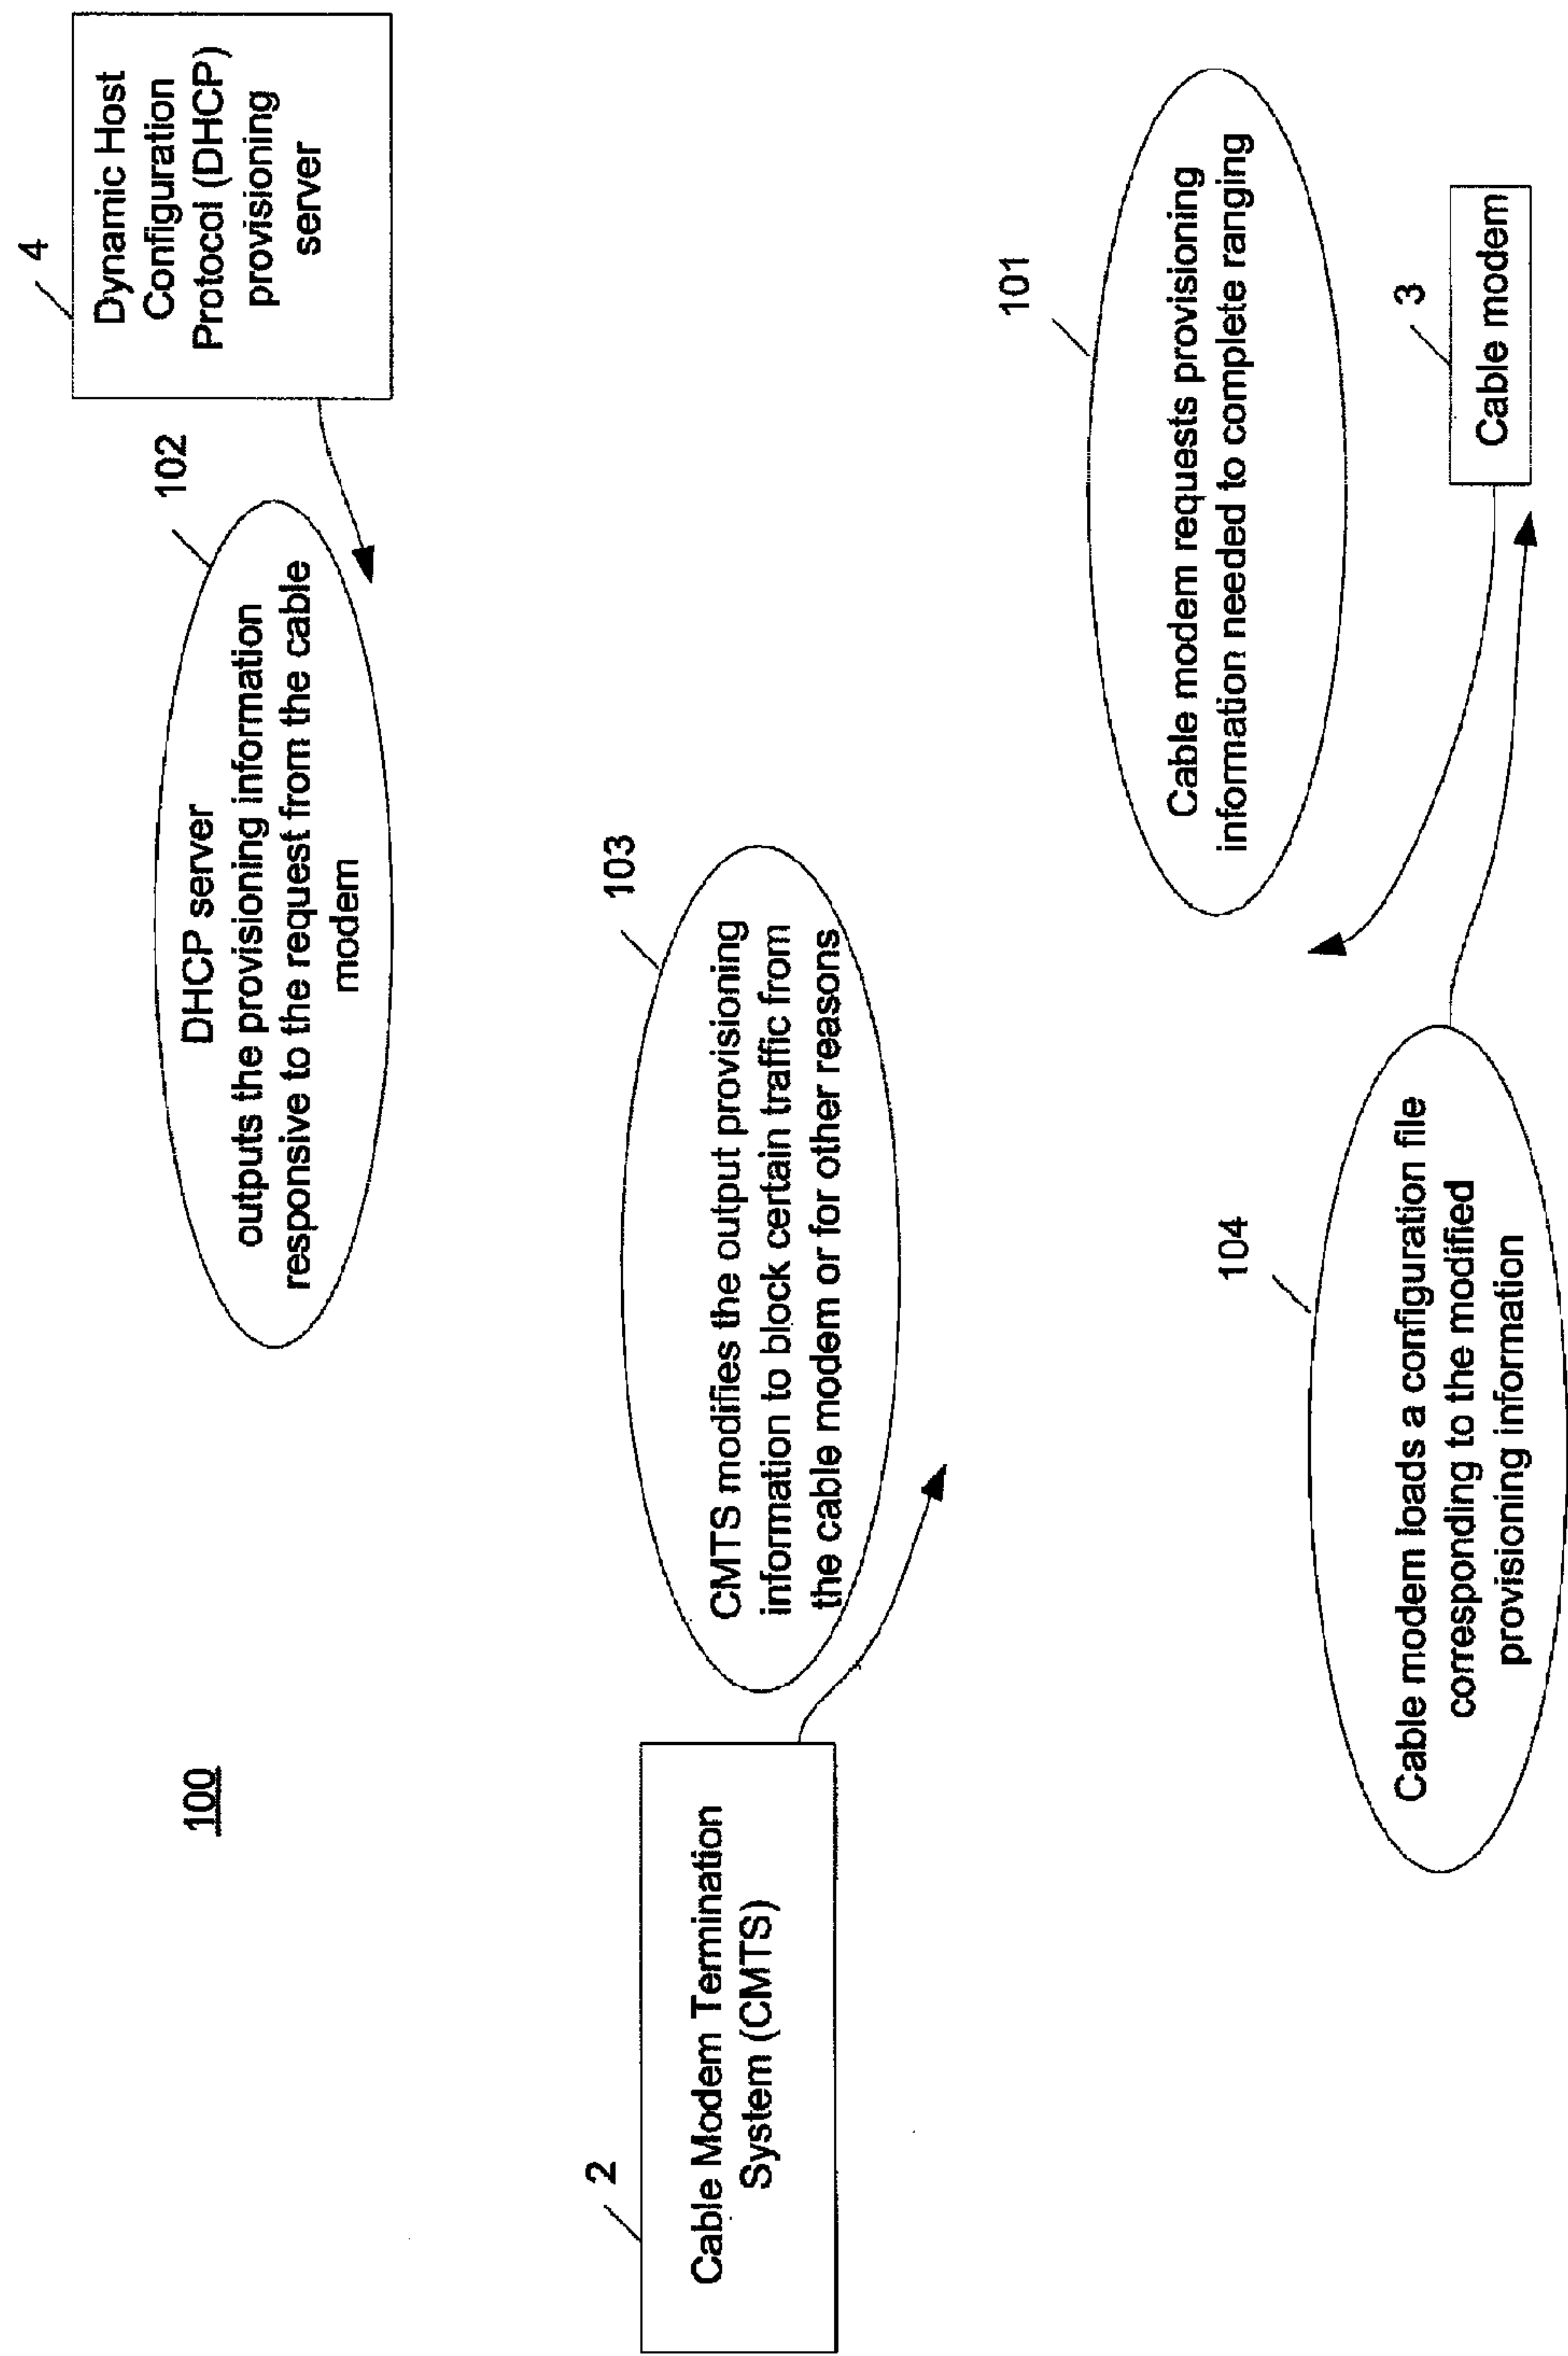 100
4
Dynamic Host
Configuration
Protocol (DHCP)
provisioning
server
102
DHCP server
outputs the provisioning information
responsive to the request from the cable
modem
2
Cable Modem Termination
System (CMTS)
103
CMTS modifies the output provisioning
information to block certain traffic from
the cable modem or for other reasons
101
Cable modem requests provisioning
information needed to complete ranging
104
Cable modem loads a configuration file
corresponding to the modified
provisioning information
3
Cable modem